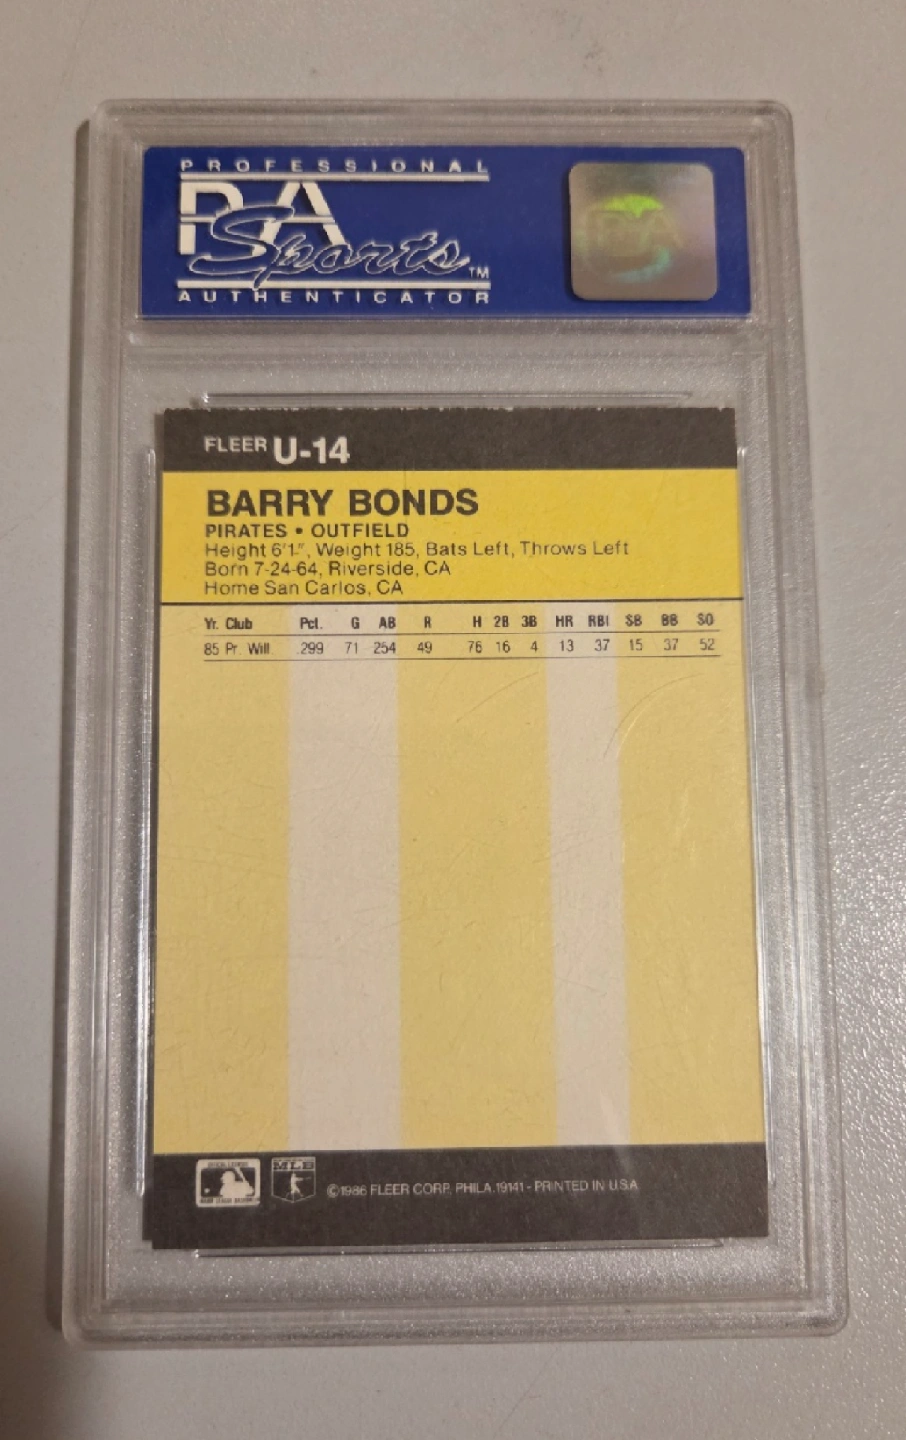 PROFESSIONAL
PSA
Sports™
AUTHENTICATOR
PSA
FLEER U-14
BARRY BONDS
PIRATES • OUTFIELD
Height 6'1", Weight 185, Bats Left, Throws Left
Born 7-24-64, Riverside, CA
Home San Carlos, CA
Yr. Club Pct. G AB R H 2B 3B HR RBI SB BB SO
85 Pr. Will. .299 71 254 49 76 16 4 13 37 15 37 52
MLB
©1986 FLEER CORP, PHILA. 19141 - PRINTED IN U.S.A.